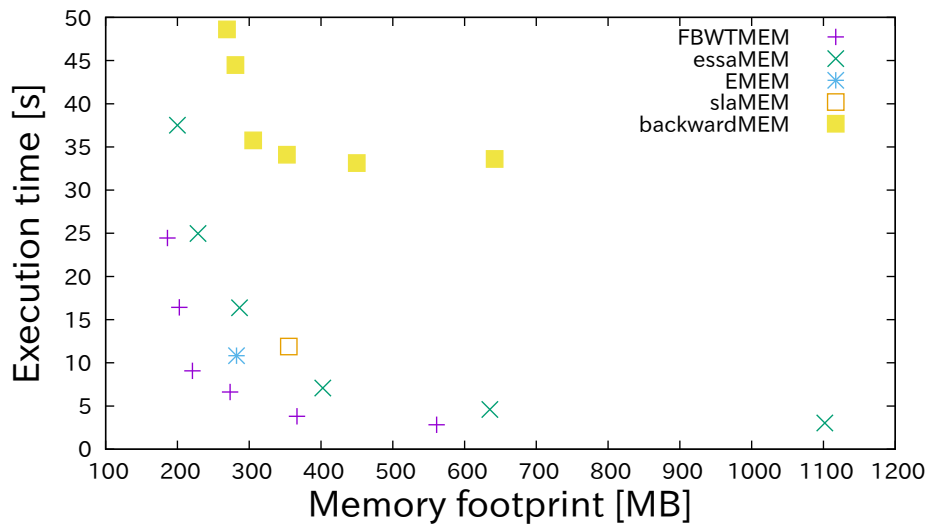 50
45
40
35
30
25
20
15
10
5
0
Execution time [s]
FBWTMEM
essaMEM
EMEM
slaMEM
backwardMEM
100 200 300 400 500 600 700 800 900 1000 1100 1200
Memory footprint [MB]